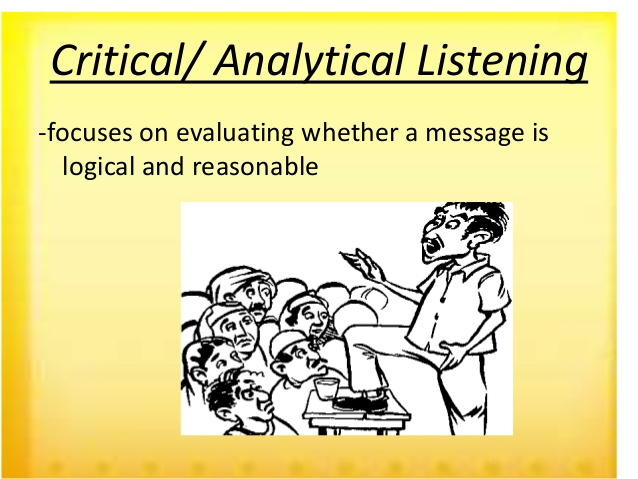 Critical/ Analytical Listening
-focuses on evaluating whether a message is
logical and reasonable